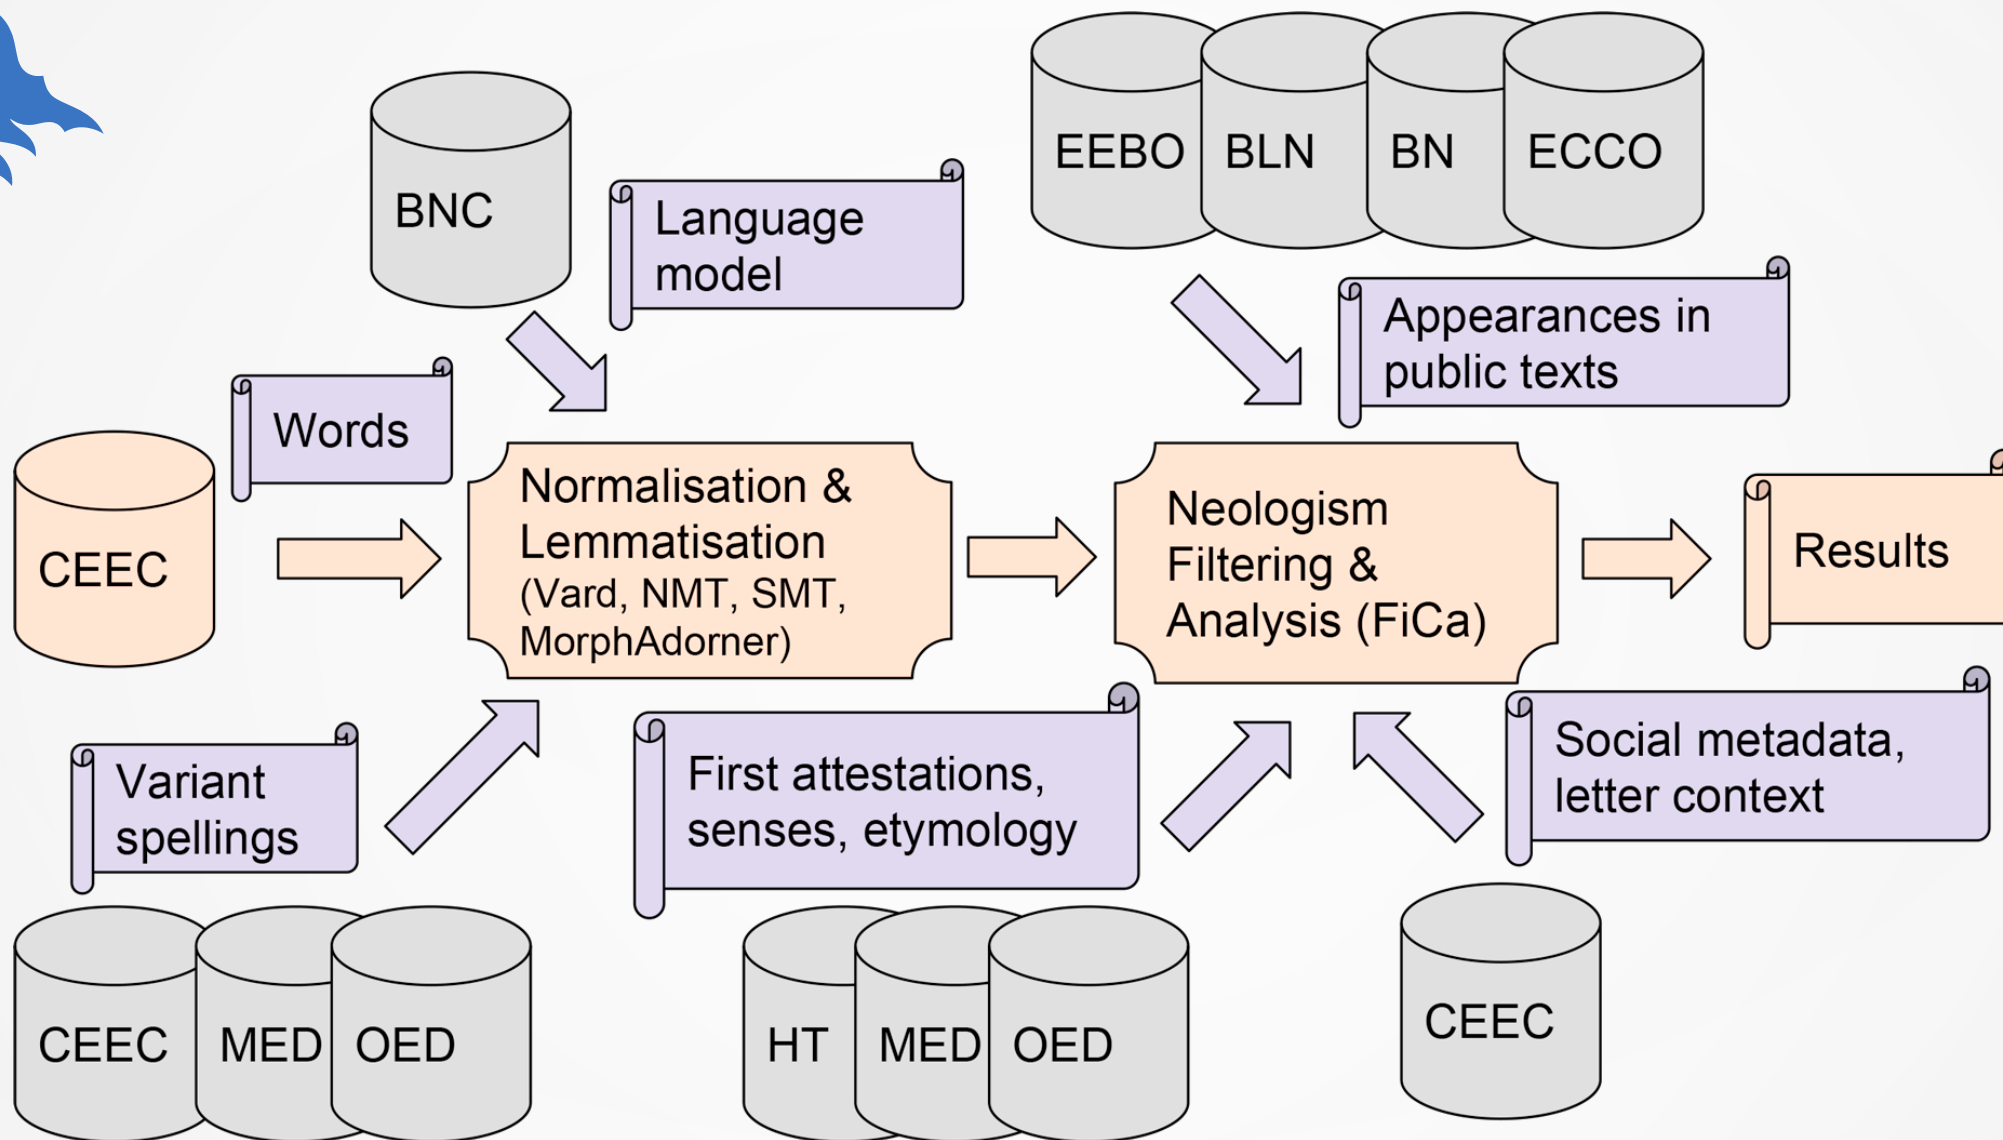 EEBO
BLN
BN
ECCO
BNC
Language
model
Appearances in
public texts
Words
CEEC
Normalisation &
Lemmatisation
(Vard, NMT, SMT,
MorphAdorner)
Neologism
Filtering &
Analysis (FiCa)
Results
Variant
spellings
First attestations,
senses, etymology
Social metadata,
letter context
CEEC
MED
OED
HT
MED
OED
CEEC